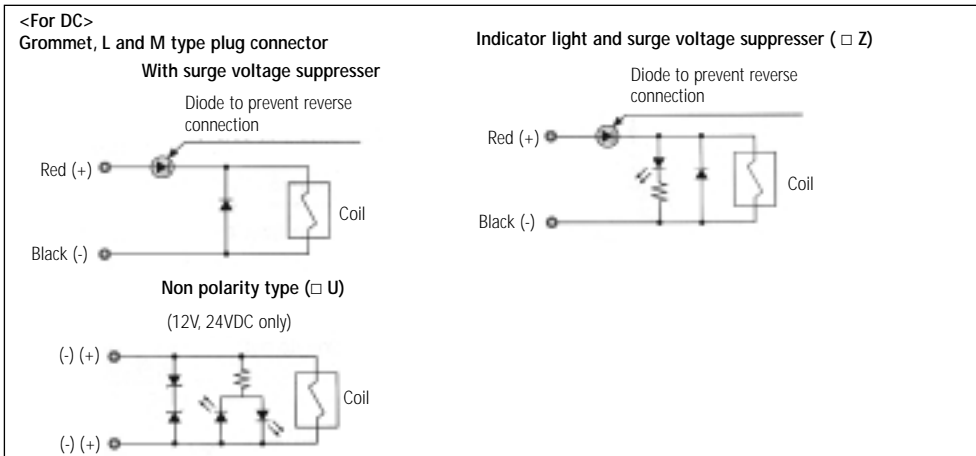 <For DC>
Grommet, L and M type plug connector
With surge voltage suppresser
Diode to prevent reverse
connection
Red (+)
Coil
Black (-)
Non polarity type (□ U)
(12V, 24VDC only)
(-) (+)
Coil
(-) (+)
Indicator light and surge voltage suppresser ( □ Z)
Diode to prevent reverse
connection
Red (+)
Coil
Black (-)